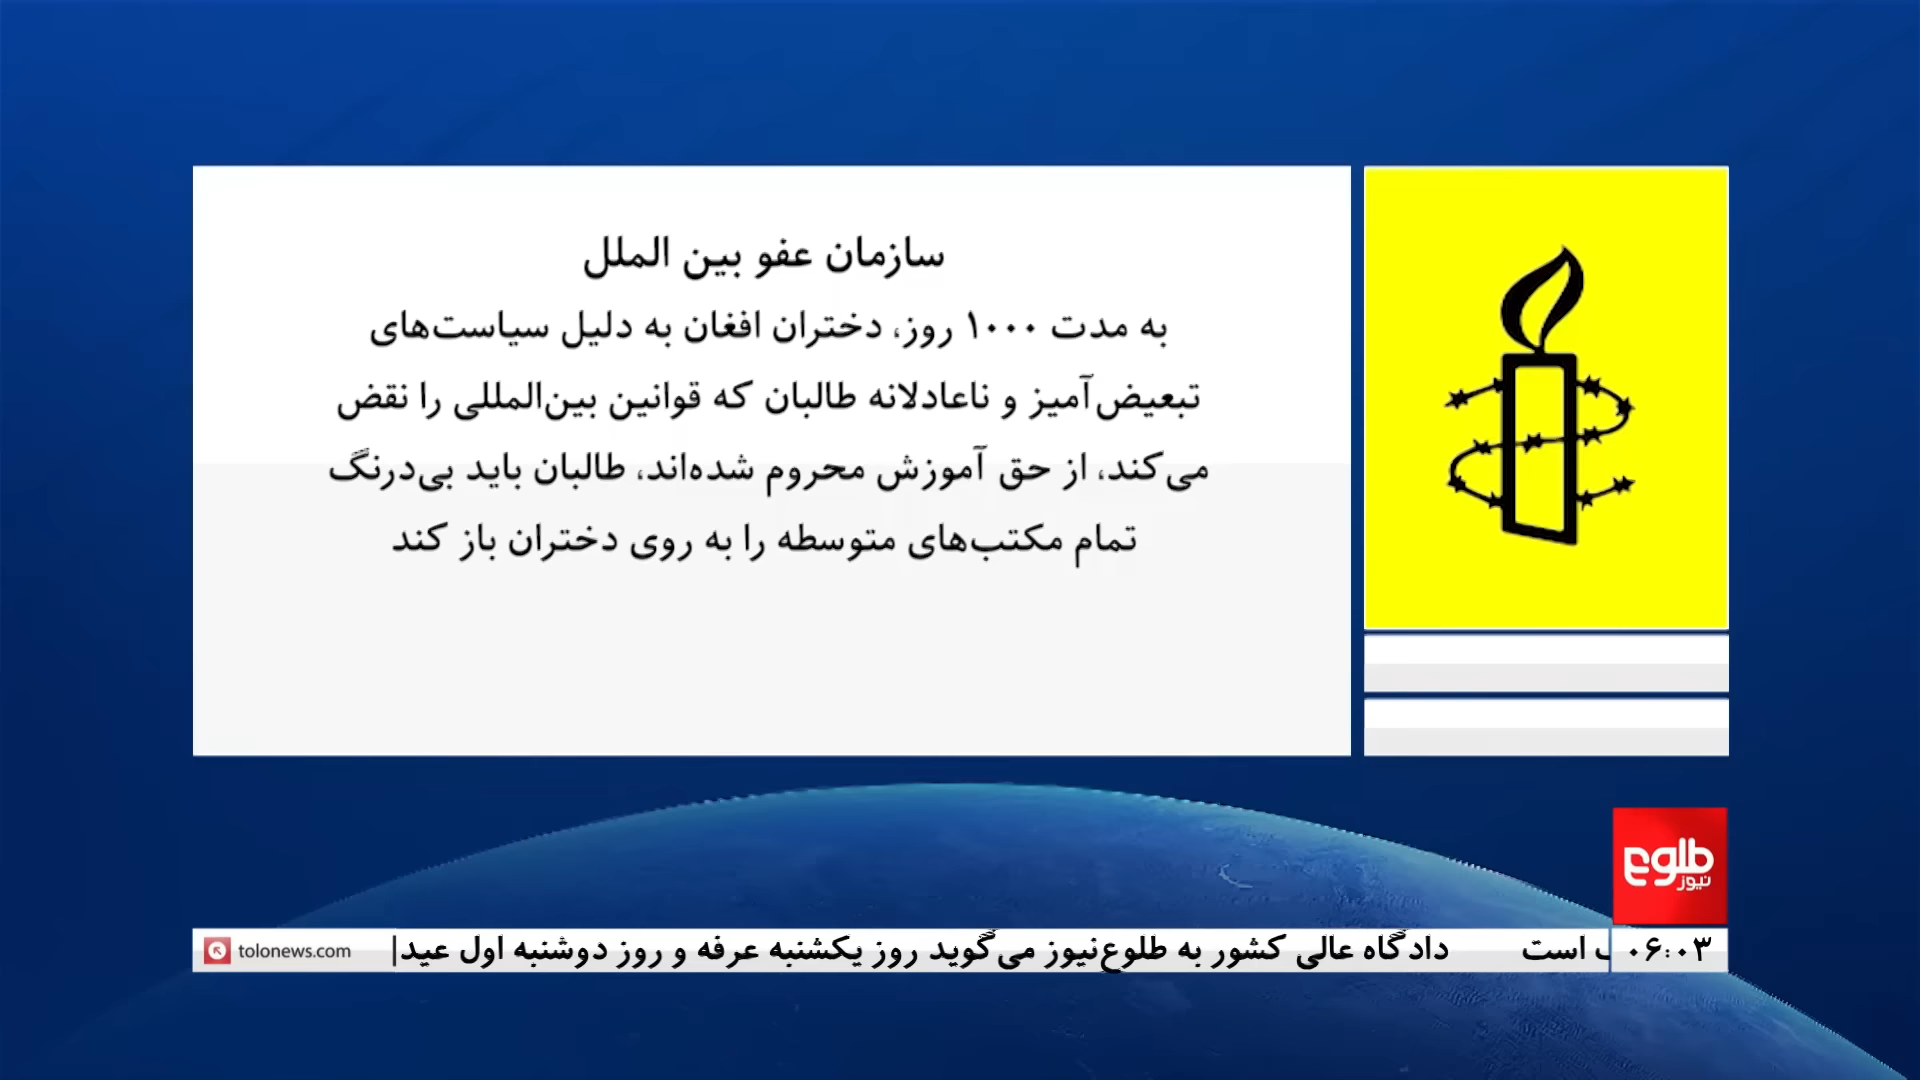 سازمان عفو بین الملل
به مدت ۱۰۰۰ روز، دختران افغان به دلیل سیاست‌های
تبعیض‌آمیز و ناعادلانه طالبان که قوانین بین‌المللی را نقض
می‌کند، از حق آموزش محروم شده‌اند، طالبان باید بی‌درنگ
تمام مکتب‌های متوسطه را به روی دختران باز کند
طلوع
نیوز
۰۶:۰۳
است
دادگاه عالی کشور به طلوع‌نیوز می‌گوید روز یکشنبه عرفه و روز دوشنبه اول عید
tolonews.com